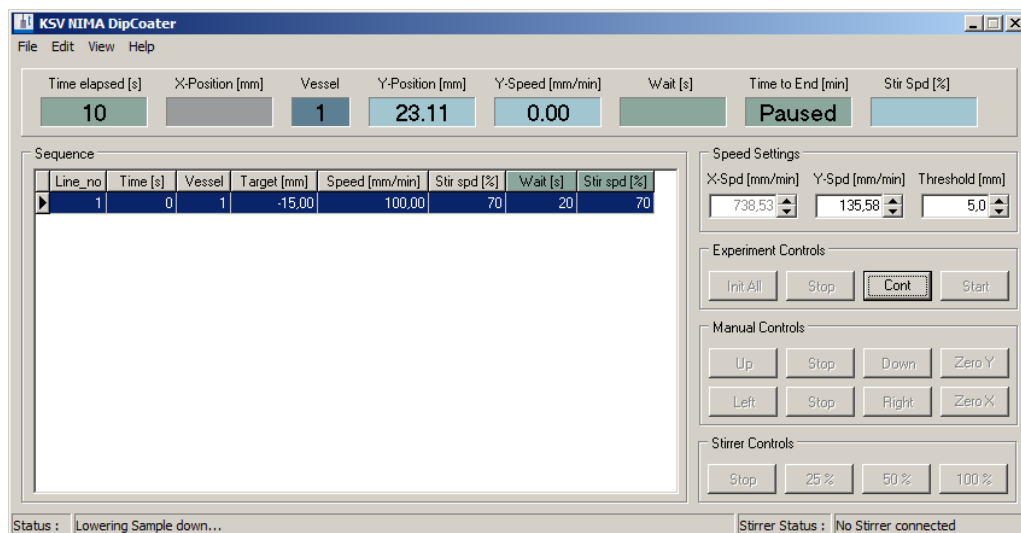 KSV NIMA DipCoater
File Edit View Help
Time elapsed [s] X-Position [mm] Vessel Y-Position [mm] Y-Speed [mm/min] Wait [s] Time to End [min] Stir Spd [%]
10 1 23.11 0.00 Paused
Sequence
Line_no Time [s] Vessel Target [mm] Speed [mm/min] Stir spd [%] Wait [s] Stir spd [%]
1 0 1 -15,00 100,00 70 20 70
Speed Settings
X-Spd [mm/min] Y-Spd [mm/min] Threshold [mm]
738,53 135,58 5,0
Experiment Controls
Init All Stop Cont Start
Manual Controls
Up Stop Down Zero Y
Left Stop Right Zero X
Stirrer Controls
Stop 25 % 50 % 100 %
Status : Lowering Sample down... Stirrer Status : No Stirrer connected